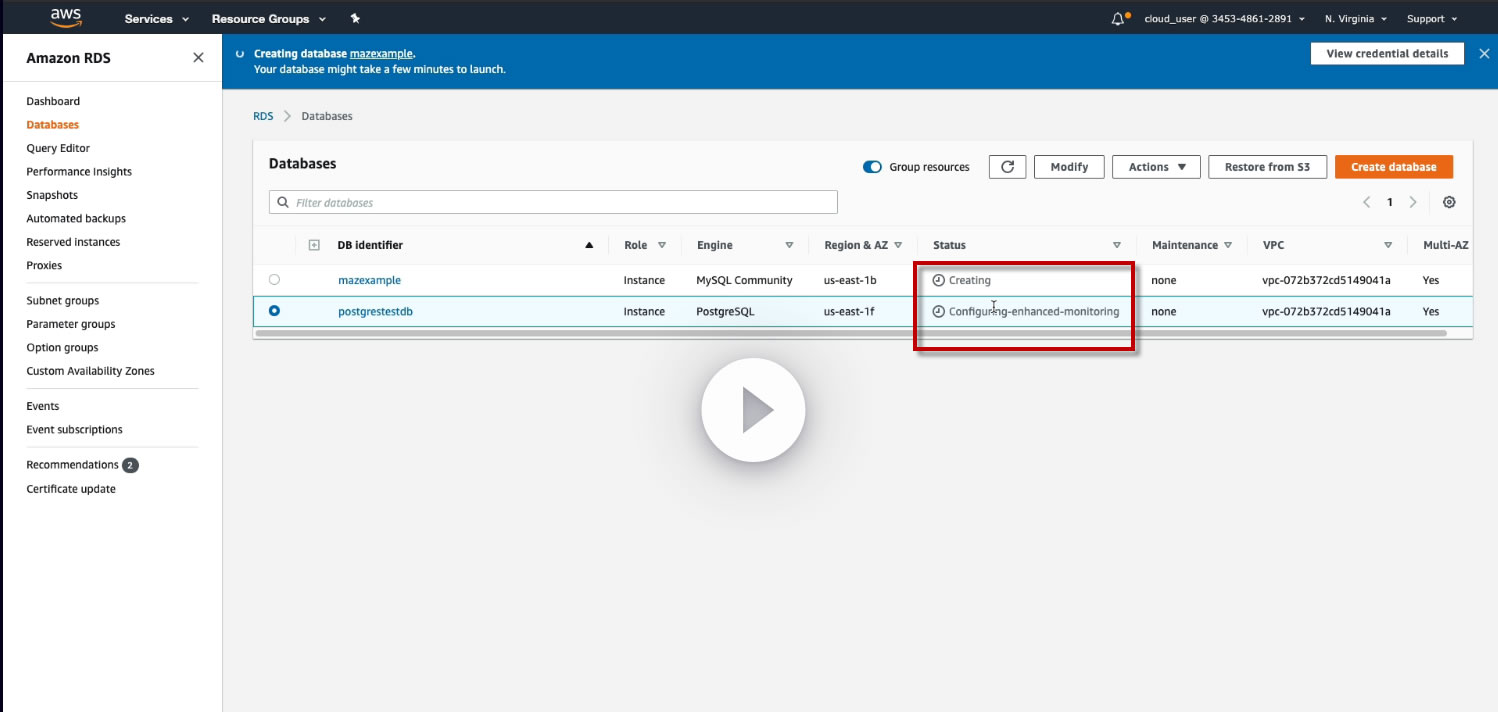 aws Services Resource Groups cloud_user @ 3453-4861-2891 N. Virginia Support
Amazon RDS
Dashboard
Databases
Query Editor
Performance Insights
Snapshots
Automated backups
Reserved instances
Proxies
Subnet groups
Parameter groups
Option groups
Custom Availability Zones
Events
Event subscriptions
Recommendations 2
Certificate update
Creating database mazexample.
Your database might take a few minutes to launch.
View credential details
RDS > Databases
Databases
Group resources Modify Actions Restore from S3 Create database
Filter databases
1
DB identifier Role Engine Region & AZ Status Maintenance VPC Multi-AZ
mazexample Instance MySQL Community us-east-1b Creating none vpc-072b372cd5149041a Yes
postgrestestdb Instance PostgreSQL us-east-1f Configuring-enhanced-monitoring none vpc-072b372cd5149041a Yes